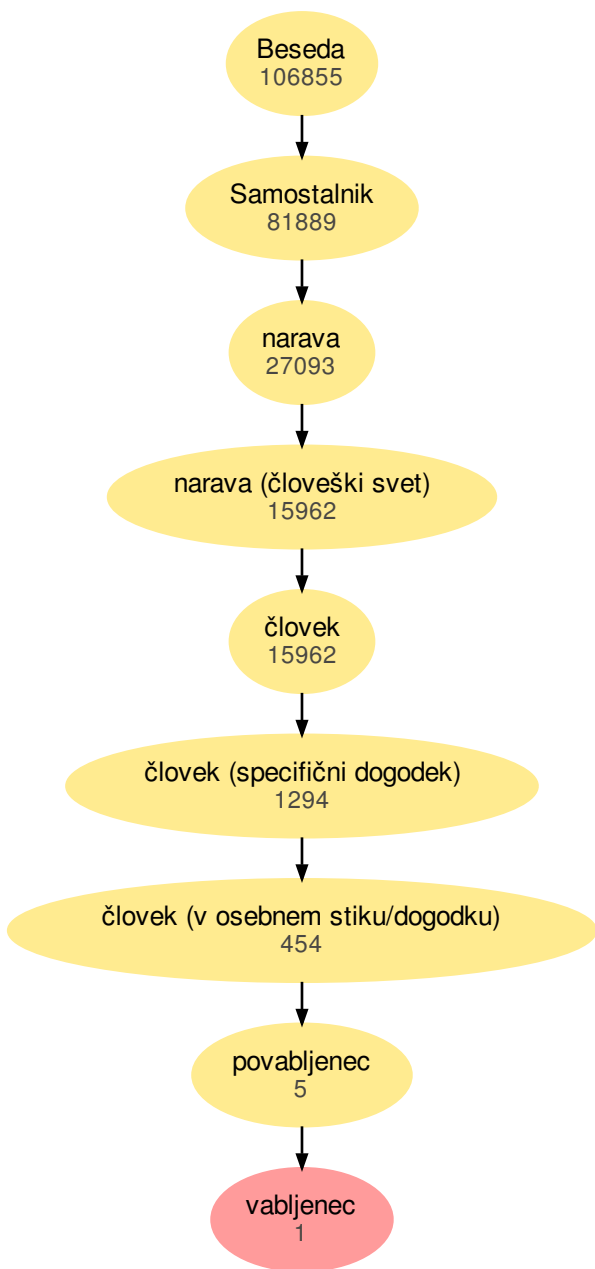 Beseda
106855
Samostalnik
81889
narava
27093
narava (človeški svet)
15962
človek
15962
človek (specifični dogodek)
1294
človek (v osebnem stiku/dogodku)
454
povabljenec
5
vabljenec
1